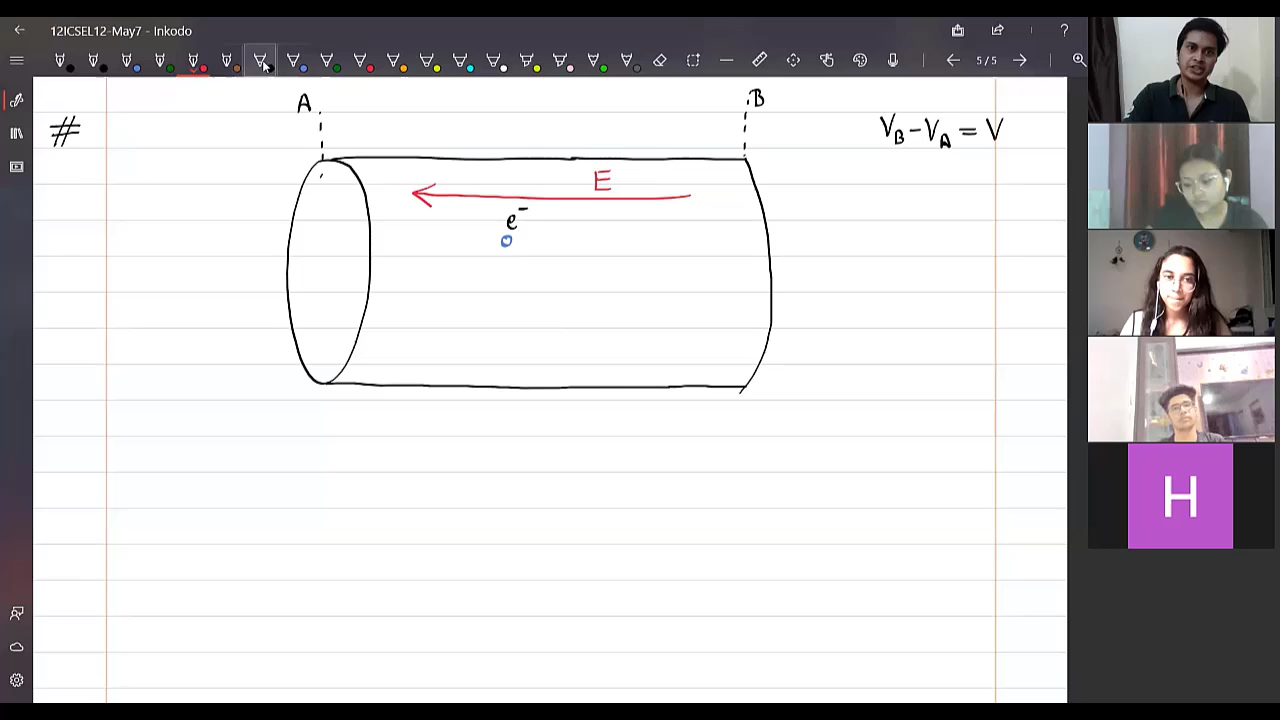 12ICSEL12-May7 - Inkodo
5/5
A
B
#
V_B - V_A = V
E
e⁻
H